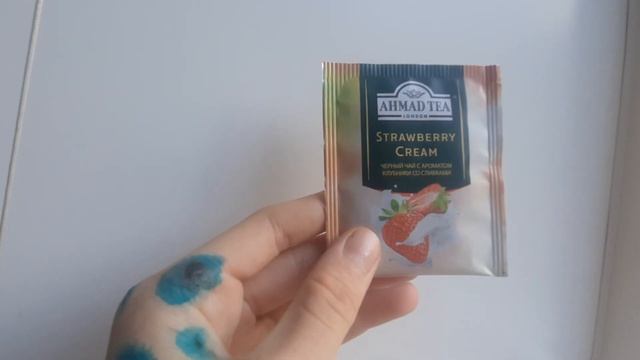 AHMAD TEA
LONDON
STRAWBERRY
CREAM
ЧЕРНЫЙ ЧАЙ С АРОМАТОМ
КЛУБНИКИ СО СЛИВКАМИ